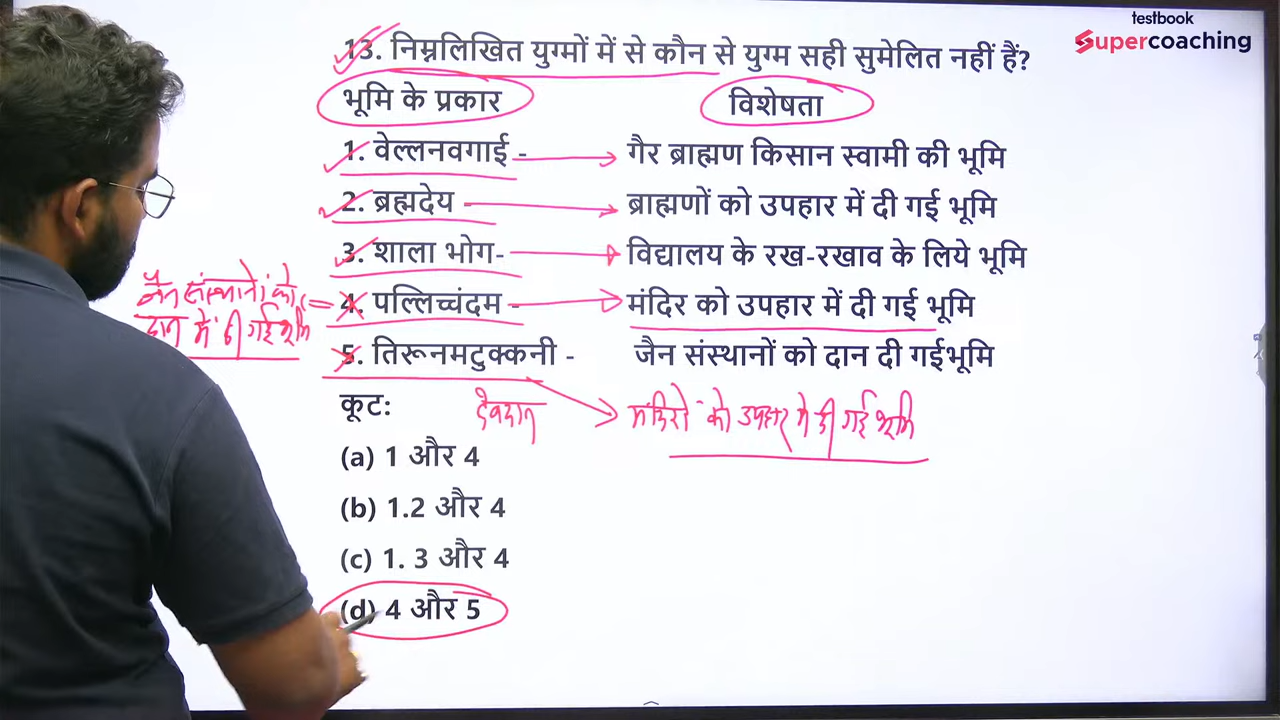 testbook
Supercoaching
13. निम्नलिखित युग्मों में से कौन से युग्म सही सुमेलित नहीं हैं?
भूमि के प्रकार विशेषता
1. वेल्लनवगाई - गैर ब्राह्मण किसान स्वामी की भूमि
2. ब्रह्मदेय - ब्राह्मणों को उपहार में दी गई भूमि
3. शाला भोग- विद्यालय के रख-रखाव के लिये भूमि
जैन संस्थानों को = 4. पल्लिच्चंदम - मंदिर को उपहार में दी गई भूमि
दान में दी गई भूमि
5. तिरूनमटुक्कनी - जैन संस्थानों को दान दी गईभूमि
कूट: देवदान मंदिरों को उपहार में दी गई भूमि
(a) 1 और 4
(b) 1.2 और 4
(c) 1. 3 और 4
(d) 4 और 5